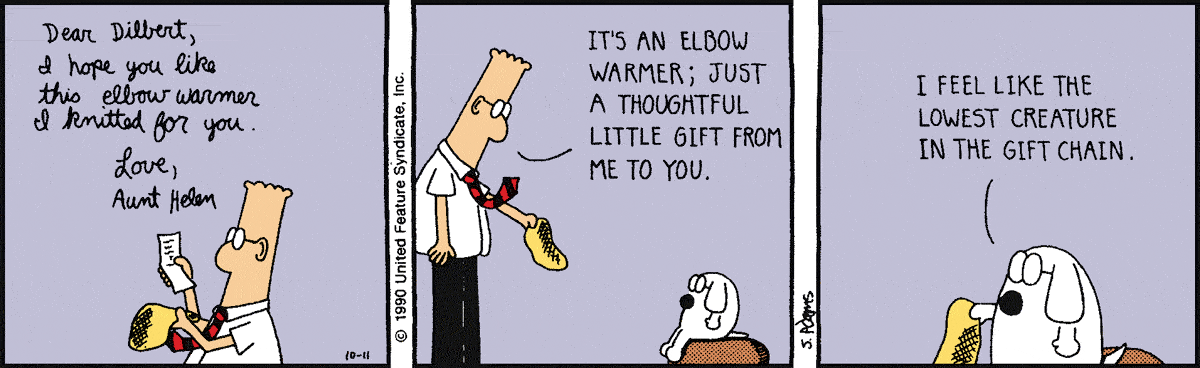 Dear Dilbert,
I hope you like
this elbow warmer
I knitted for you.
Love,
Aunt Helen
10-11
© 1990 United Feature Syndicate, Inc.
IT'S AN ELBOW
WARMER; JUST
A THOUGHTFUL
LITTLE GIFT FROM
ME TO YOU.
S. ADAMS
I FEEL LIKE THE
LOWEST CREATURE
IN THE GIFT CHAIN.